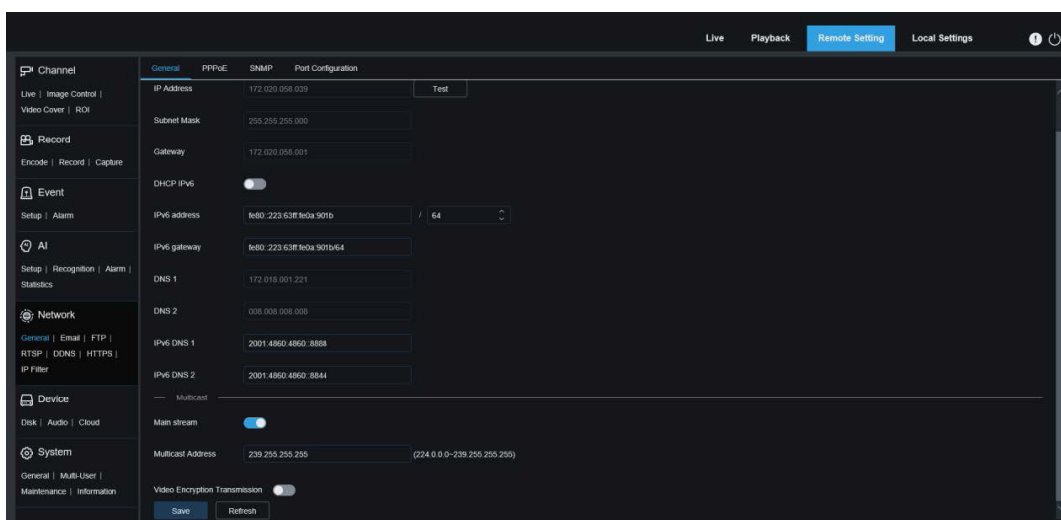 Live Playback Remote Setting Local Settings
Channel
Live | Image Control |
Video Cover | ROI
Record
Encode | Record | Capture
Event
Setup | Alarm
AI
Setup | Recognition | Alarm |
Statistics
Network
General | Email | FTP |
RTSP | DDNS | HTTPS |
IP Filter
Device
Disk | Audio | Cloud
System
General | Multi-User |
Maintenance | Information
General PPPoE SNMP Port Configuration
IP Address 172.020.058.039 Test
Subnet Mask 255.255.255.000
Gateway 172.020.058.001
DHCP IPv6
IPv6 address fe80::223:63ff:fe0a:901b / 64
IPv6 gateway fe80::223:63ff:fe0a:901b/64
DNS 1 172.018.001.221
DNS 2 008.008.008.008
IPv6 DNS 1 2001:4860:4860::8888
IPv6 DNS 2 2001:4860:4860::8844
Multicast
Main stream
Multicast Address 239.255.255.255 (224.0.0.0~239.255.255.255)
Video Encryption Transmission
Save Refresh